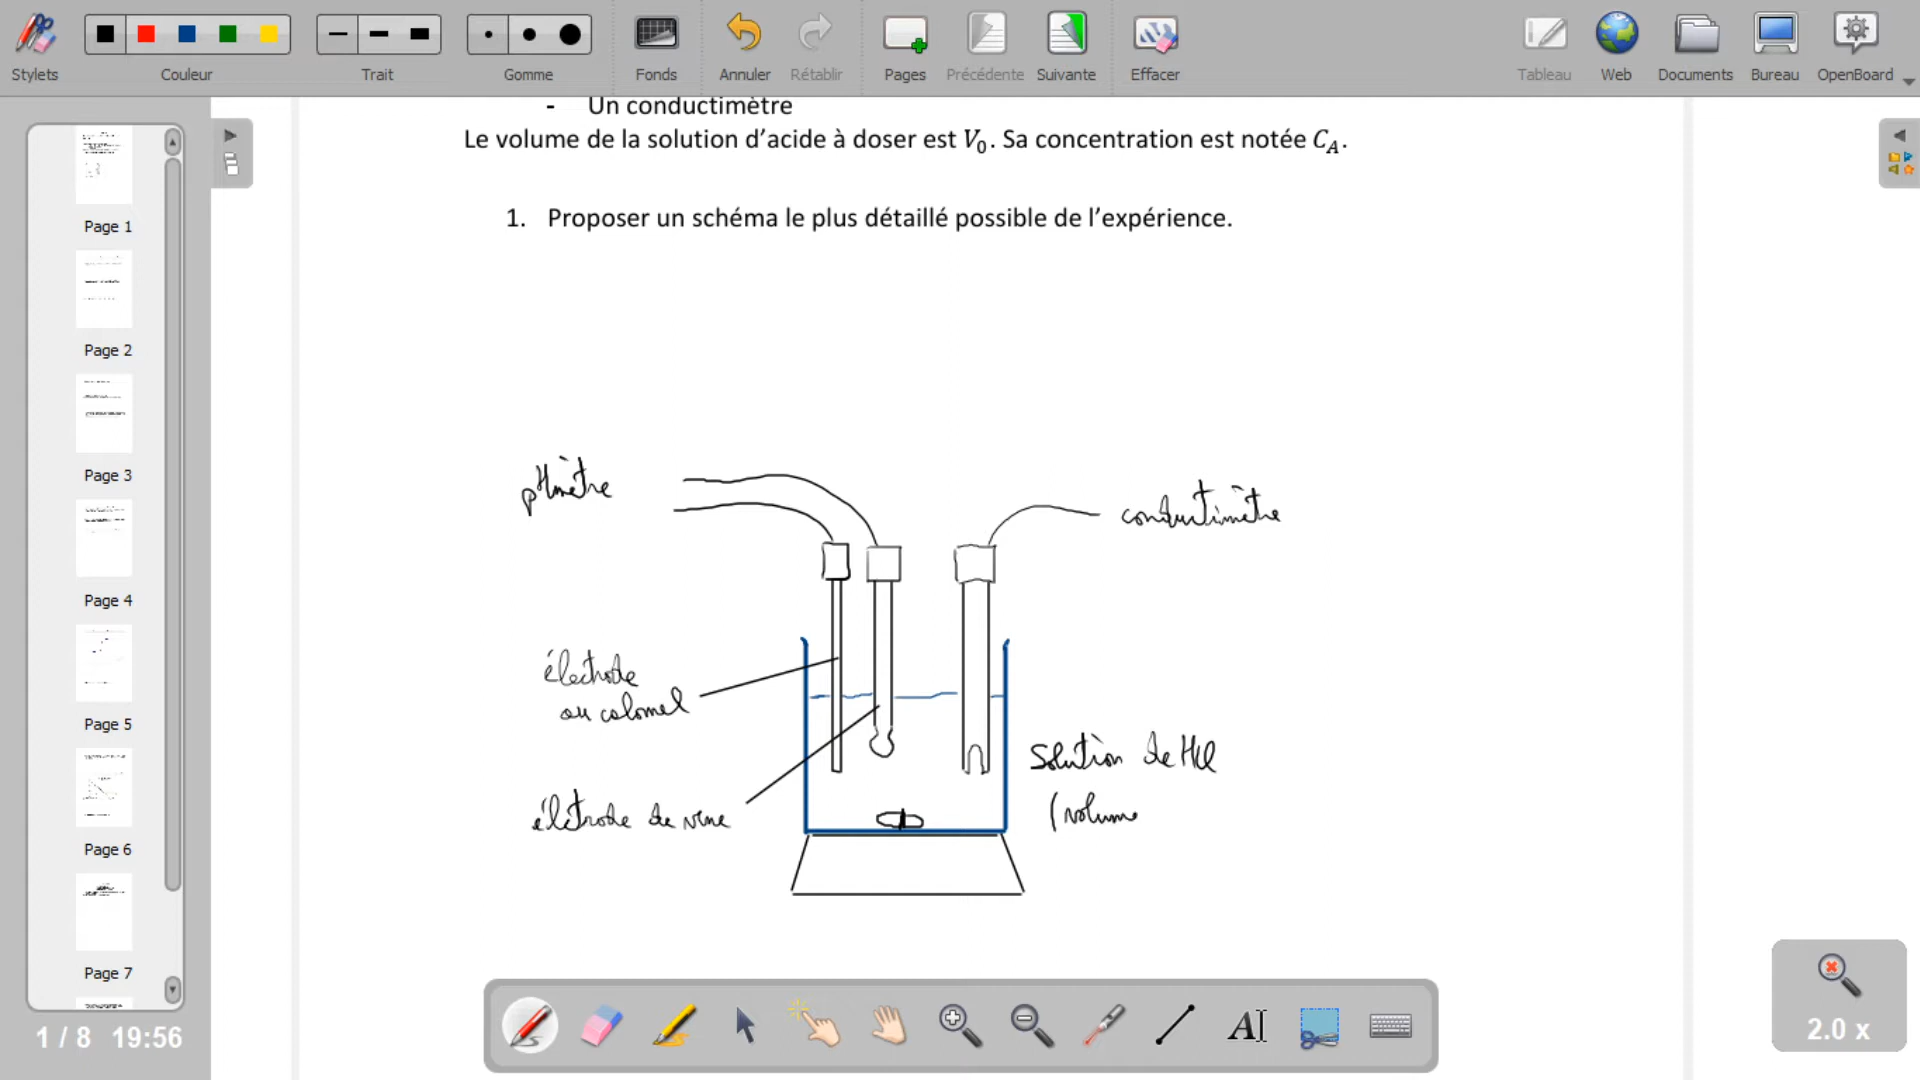 Stylets
Couleur
Trait
Gomme
Fonds
Annuler
Rétablir
Pages
Précédente
Suivante
Effacer
Tableau
Web
Documents
Bureau
OpenBoard
- Un conductimètre
Le volume de la solution d’acide à doser est V₀. Sa concentration est notée C_A.
1. Proposer un schéma le plus détaillé possible de l’expérience.
pHmètre
conductimètre
électrode
au calomel
électrode de verre
Solution de HCl
(volume
Page 1
Page 2
Page 3
Page 4
Page 5
Page 6
Page 7
1 / 8 19:56
A
2.0 x